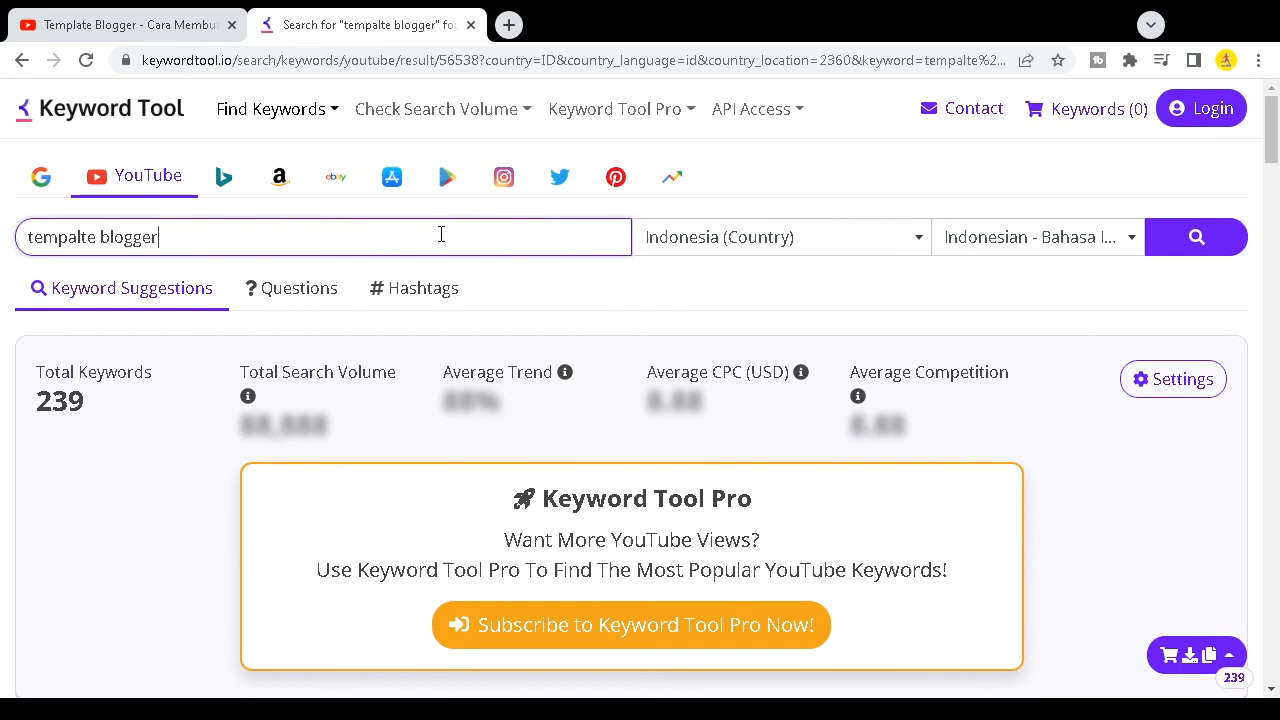 Template Blogger - Cara Membua
Search for "tempalte blogger" fou
keywordtool.io/search/keywords/youtube/result/56538?country=ID&country_language=id&country_location=2360&keyword=tempalte%2...
Keyword Tool
Find Keywords
Check Search Volume
Keyword Tool Pro
API Access
Contact
Keywords (0)
Login
YouTube
ebay
tempalte blogger
Indonesia (Country)
Indonesian - Bahasa I...
Keyword Suggestions
? Questions
# Hashtags
Total Keywords
239
Total Search Volume
Average Trend
Average CPC (USD)
Average Competition
Settings
Keyword Tool Pro
Want More YouTube Views?
Use Keyword Tool Pro To Find The Most Popular YouTube Keywords!
Subscribe to Keyword Tool Pro Now!
239